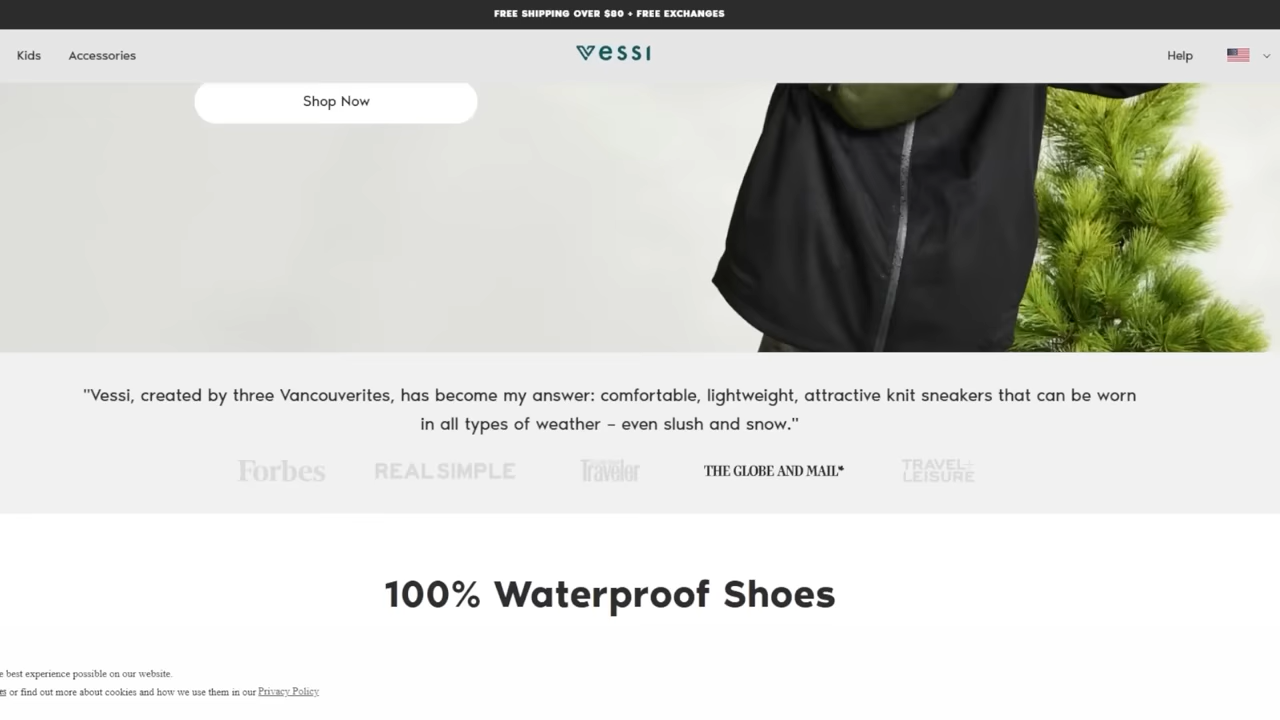 FREE SHIPPING OVER $80 + FREE EXCHANGES
Kids Accessories vessi Help
Shop Now
"Vessi, created by three Vancouverites, has become my answer: comfortable, lightweight, attractive knit sneakers that can be worn
in all types of weather – even slush and snow."
Forbes REAL SIMPLE Traveler THE GLOBE AND MAIL* TRAVEL+
LEISURE
100% Waterproof Shoes
best experience possible on our website.
or find out more about cookies and how we use them in our Privacy Policy